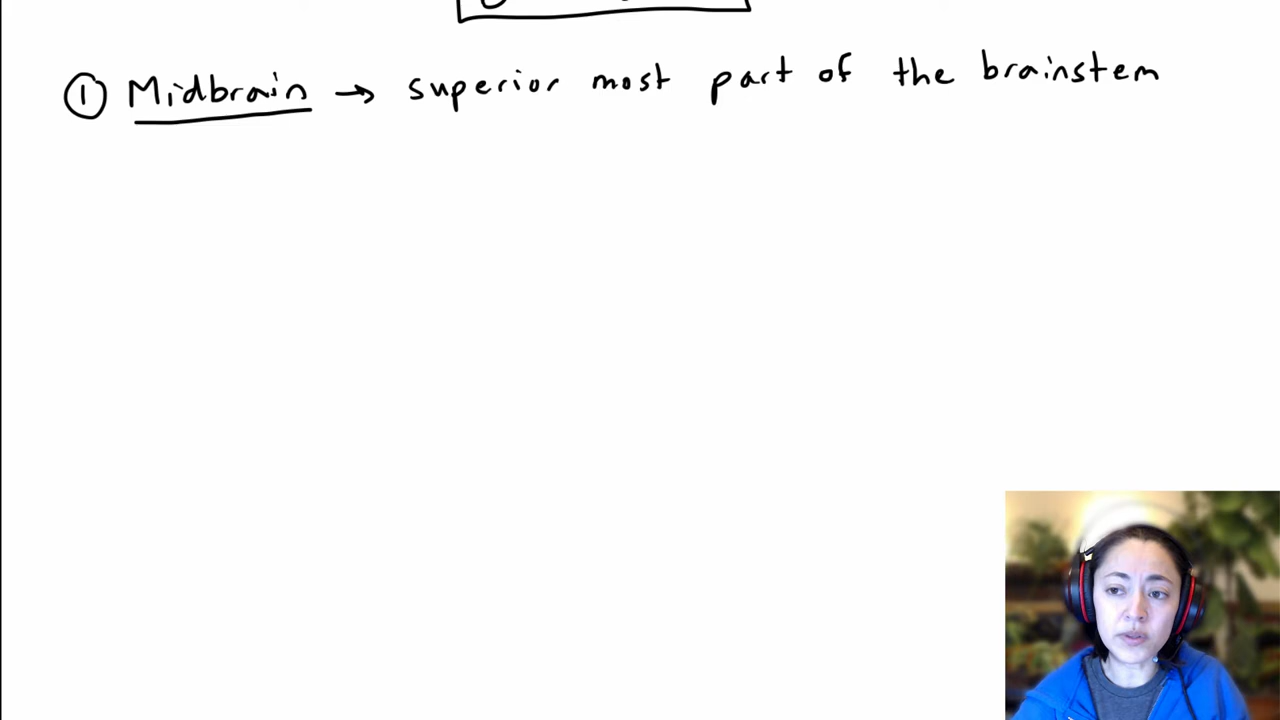 ① Midbrain → superior most part of the brainstem